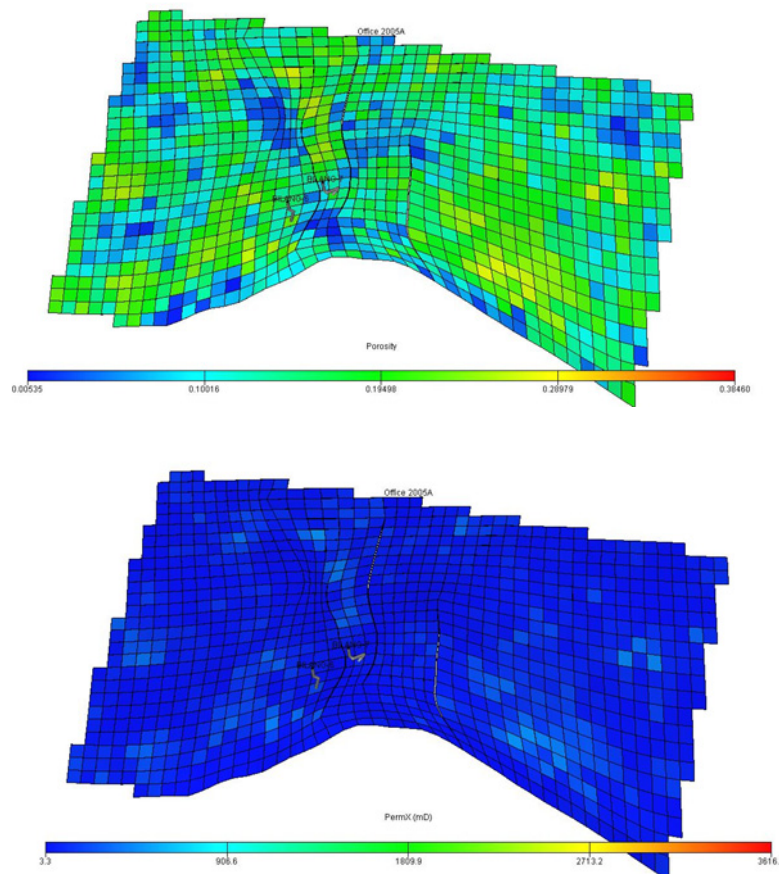 Office 2005A
Porosity
0.00535 0.10016 0.19498 0.28979 0.38460
Office 2005A
PermX (mD)
3.3 906.6 1809.9 2713.2 3616.